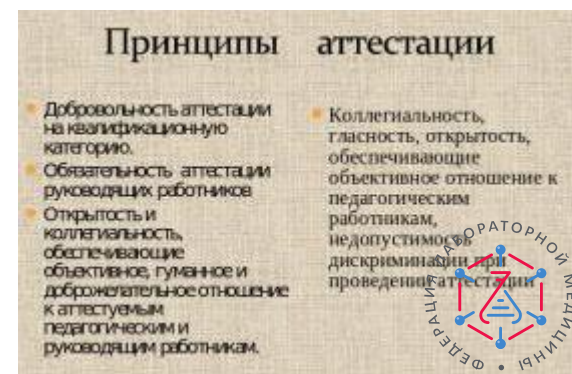 Принципы аттестации
Добровольность аттестации
на квалификационную
категорию.
Обязательность аттестации
руководящих работников
Открытость и
коллегиальность,
обеспечивающие
объективное, гуманное и
доброжелательное отношение
к аттестуемым
педагогическим и
руководящим работникам.
Коллегиальность,
гласность, открытость,
обеспечивающие
объективное отношение к
педагогическим
работникам,
недопустимость
дискриминации при
проведении аттестации
ФЕДЕРАЦИЯ ЛАБОРАТОРНОЙ МЕДИЦИНЫ